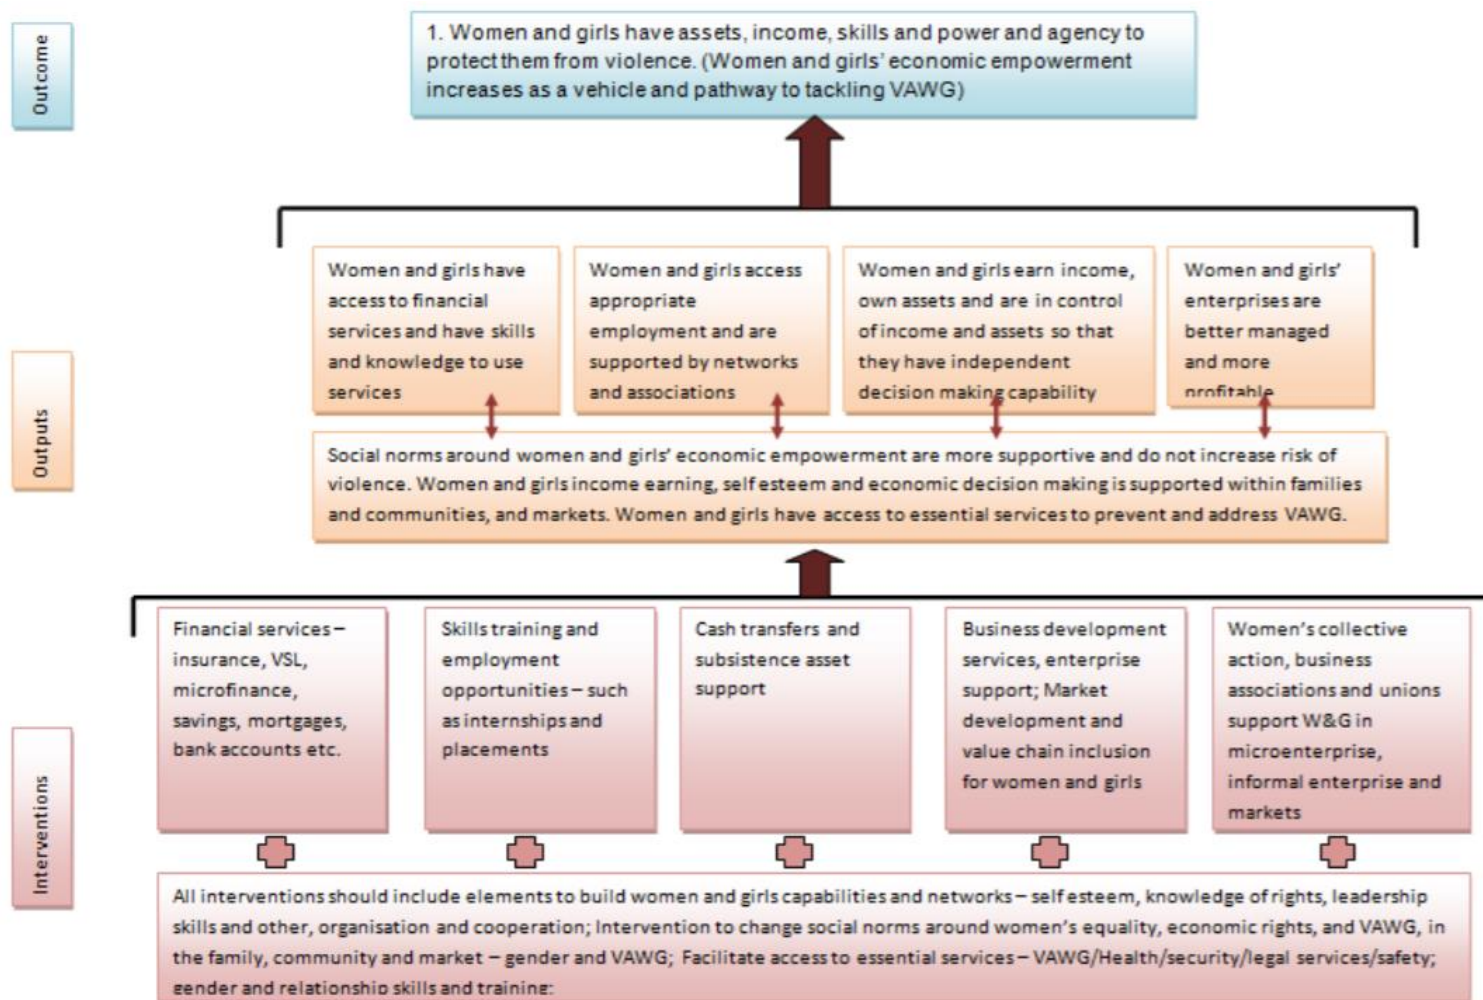 Outcome
1. Women and girls have assets, income, skills and power and agency to
protect them from violence. (Women and girls' economic empowerment
increases as a vehicle and pathway to tackling VAWG)
Outputs
Women and girls have
access to financial
services and have skills
and knowledge to use
services
Women and girls access
appropriate
employment and are
supported by networks
and associations
Women and girls earn income,
own assets and are in control
of income and assets so that
they have independent
decision making capability
Women and girls'
enterprises are
better managed
and more
profitable
Social norms around women and girls' economic empowerment are more supportive and do not increase risk of
violence. Women and girls income earning, self esteem and economic decision making is supported within families
and communities, and markets. Women and girls have access to essential services to prevent and address VAWG.
Interventions
Financial services –
insurance, VSL,
microfinance,
savings, mortgages,
bank accounts etc.
Skills training and
employment
opportunities – such
as internships and
placements
Cash transfers and
subsistence asset
support
Business development
services, enterprise
support; Market
development and
value chain inclusion
for women and girls
Women's collective
action, business
associations and unions
support W&G in
microenterprise,
informal enterprise and
markets
All interventions should include elements to build women and girls capabilities and networks – self esteem, knowledge of rights, leadership
skills and other, organisation and cooperation; Intervention to change social norms around women's equality, economic rights, and VAWG, in
the family, community and market – gender and VAWG; Facilitate access to essential services – VAWG/Health/security/legal services/safety;
gender and relationship skills and training;